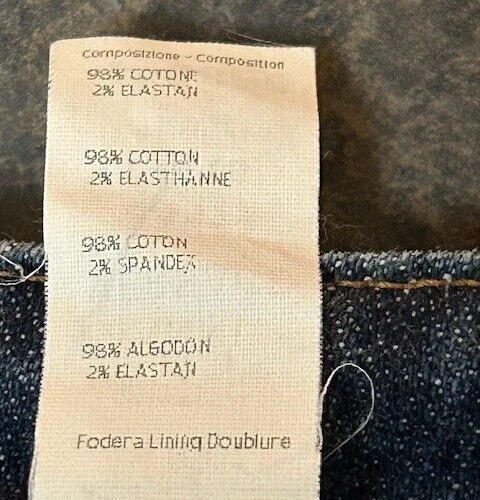 Composizione - Composition
98% COTONE
2% ELASTAN
98% COTTON
2% ELASTHANNE
98% COTON
2% SPANDEX
98% ALGODÓN
2% ELASTAN
Fodera Lining Doublure